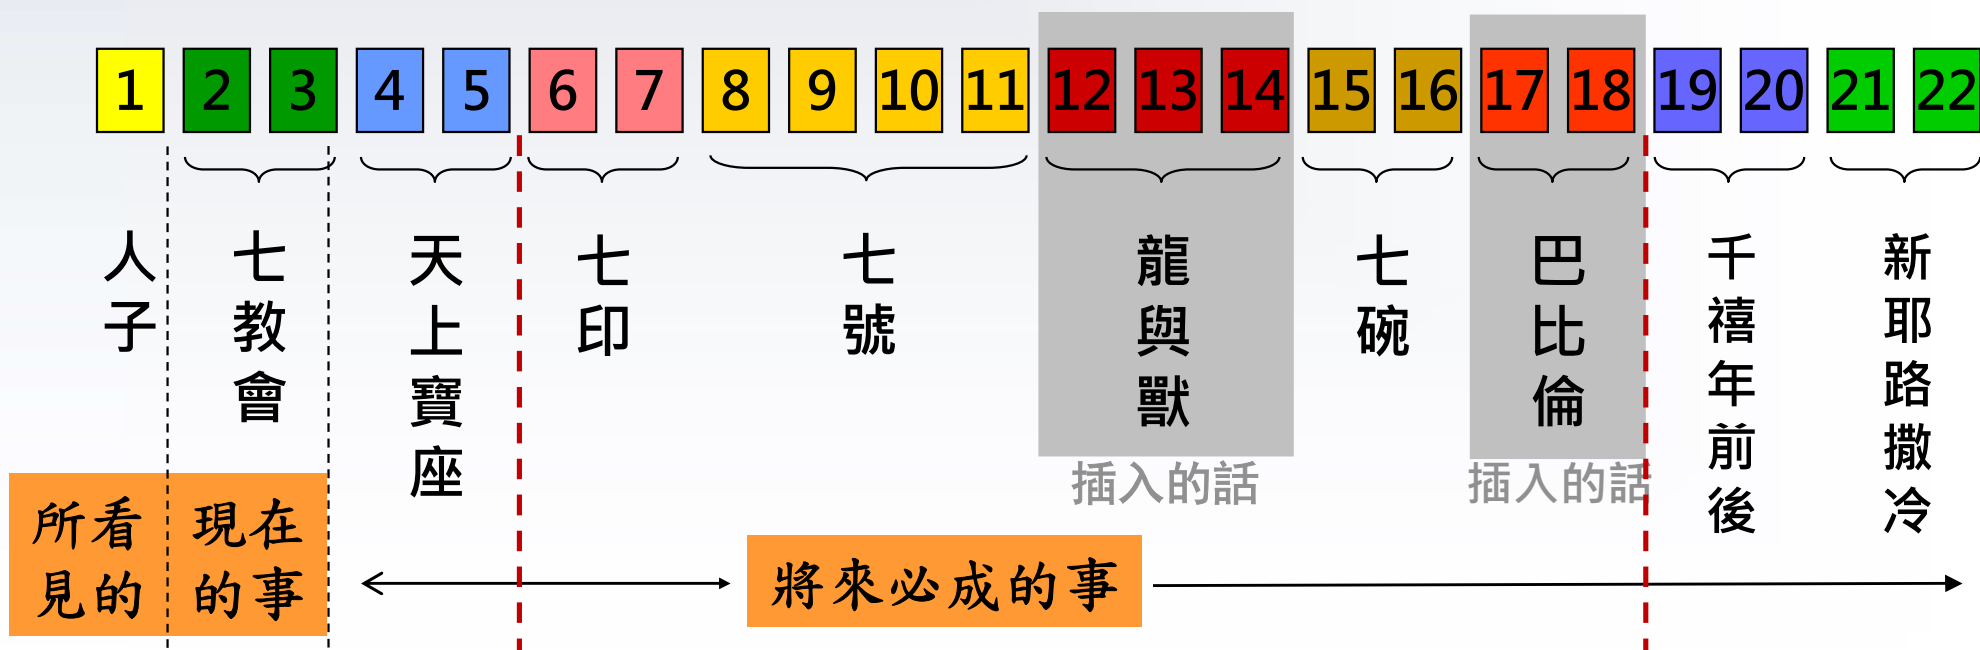 1 2 3 4 5 6 7 8 9 10 11 12 13 14 15 16 17 18 19 20 21 22
人子
七教會
天上寶座
七印
七號
龍與獸
七碗
巴比倫
千禧年前後
新耶路撒冷
插入的話
插入的話
所看
見的
現在
的事
將來必成的事